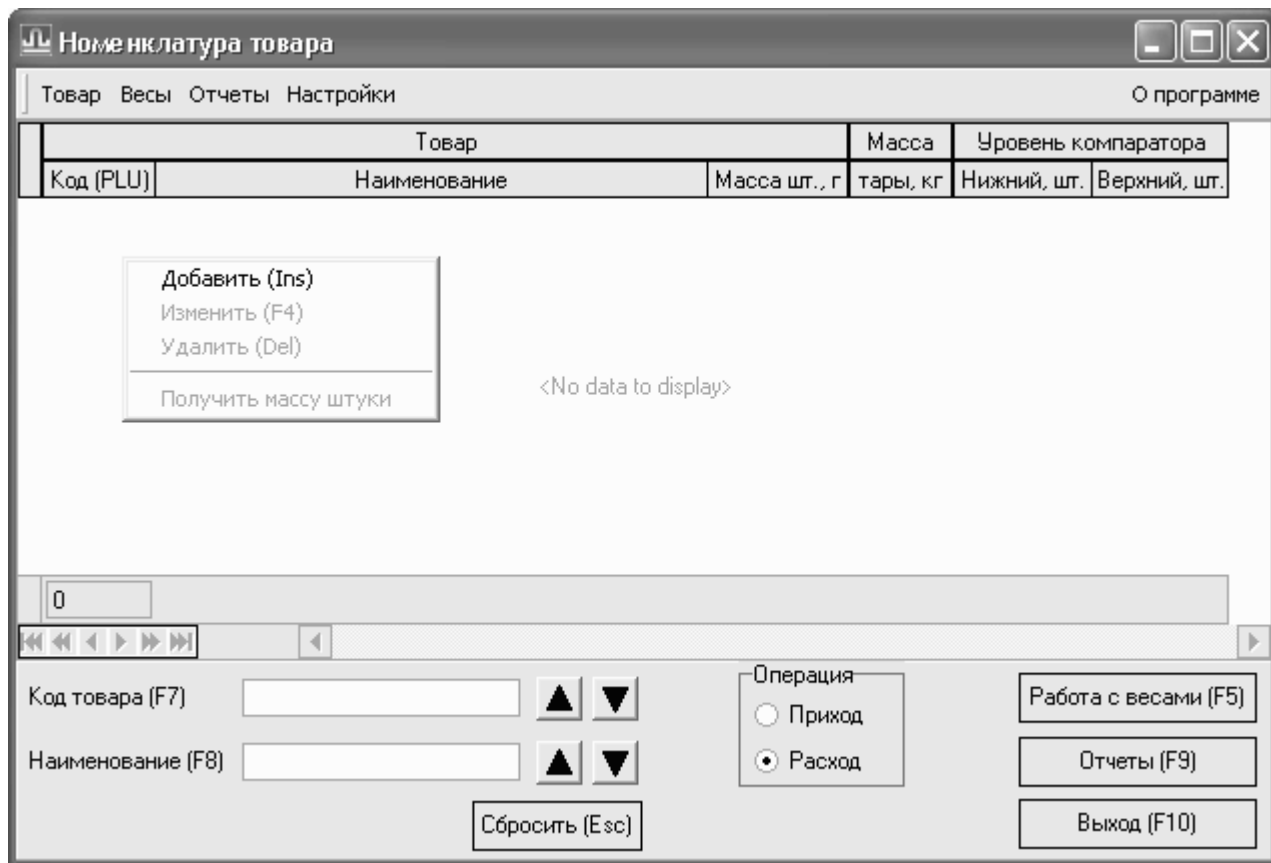 Номенклатура товара
Товар Весы Отчеты Настройки О программе
Товар Масса Уровень компаратора
Код (PLU) Наименование Масса шт., г тары, кг Нижний, шт. Верхний, шт.
Добавить (Ins)
Изменить (F4)
Удалить (Del)
Получить массу штуки
<No data to display>
0
Код товара (F7)
Наименование (F8)
Сбросить (Esc)
Операция
Приход
Расход
Работа с весами (F5)
Отчеты (F9)
Выход (F10)